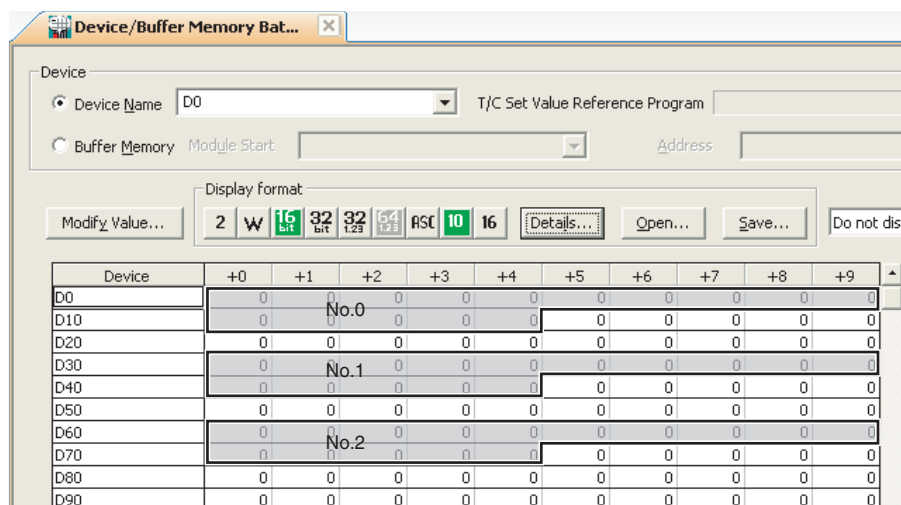 Device/Buffer Memory Bat...
Device
Device Name D0 T/C Set Value Reference Program
Buffer Memory Module Start Address
Display format
Modify Value... 2 W 16 bit 32 bit 32 1.23 64 1.23 ASC 10 16 Details... Open... Save... Do not dis
Device +0 +1 +2 +3 +4 +5 +6 +7 +8 +9
D0 0 0 0 0 0 0 0 0 0 0
No.0
D10 0 0 0 0 0 0 0 0 0 0
D20 0 0 0 0 0 0 0 0 0 0
D30 0 0 0 0 0 0 0 0 0 0
No.1
D40 0 0 0 0 0 0 0 0 0 0
D50 0 0 0 0 0 0 0 0 0 0
D60 0 0 0 0 0 0 0 0 0 0
No.2
D70 0 0 0 0 0 0 0 0 0 0
D80 0 0 0 0 0 0 0 0 0 0
D90 0 0 0 0 0 0 0 0 0 0